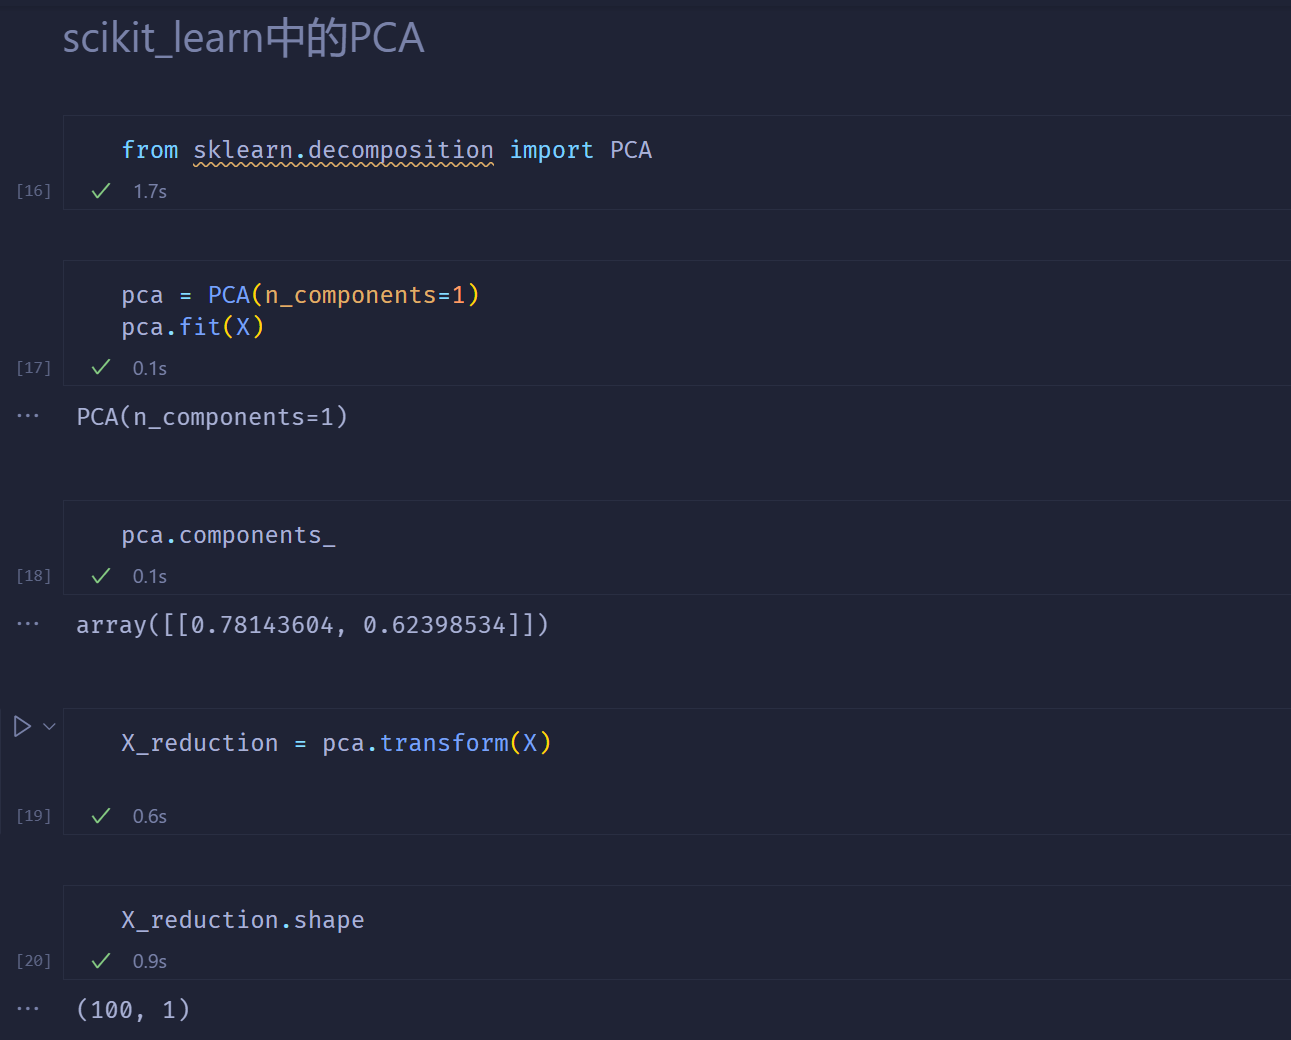 scikit_learn中的PCA
from sklearn.decomposition import PCA
[16] 1.7s
pca = PCA(n_components=1)
pca.fit(X)
[17] 0.1s
... PCA(n_components=1)
pca.components_
[18] 0.1s
... array([[0.78143604, 0.62398534]])
X_reduction = pca.transform(X)
[19] 0.6s
X_reduction.shape
[20] 0.9s
... (100, 1)